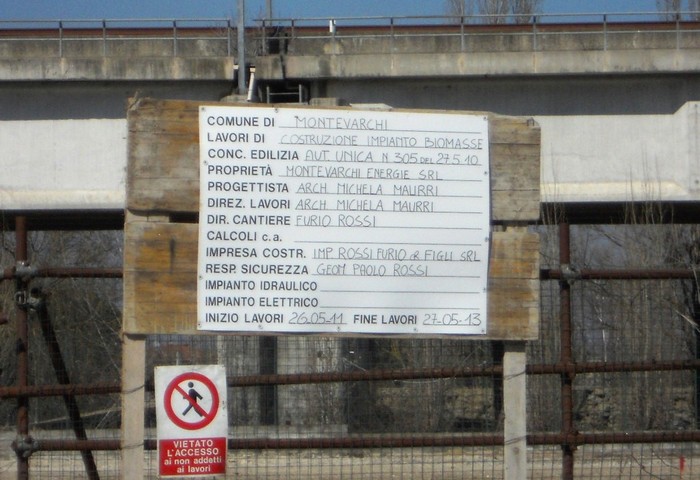 COMUNE DI MONTEVARCHI
LAVORI DI COSTRUZIONE IMPIANTO BIOMASSE
CONC. EDILIZIA AUT. UNICA N 305 DEL 27.5.10
PROPRIETÀ MONTEVARCHI ENERGIE SRL
PROGETTISTA ARCH MICHELA MAURRI
DIREZ. LAVORI ARCH. MICHELA MAURRI
DIR. CANTIERE FURIO ROSSI
CALCOLI c.a.
IMPRESA COSTR. IMP. ROSSI FURIO & FIGLI SRL
RESP. SICUREZZA GEOM PAOLO ROSSI
IMPIANTO IDRAULICO
IMPIANTO ELETTRICO
INIZIO LAVORI 26.05.11 FINE LAVORI 27-05-13
VIETATO
L'ACCESSO
ai non addetti
ai lavori